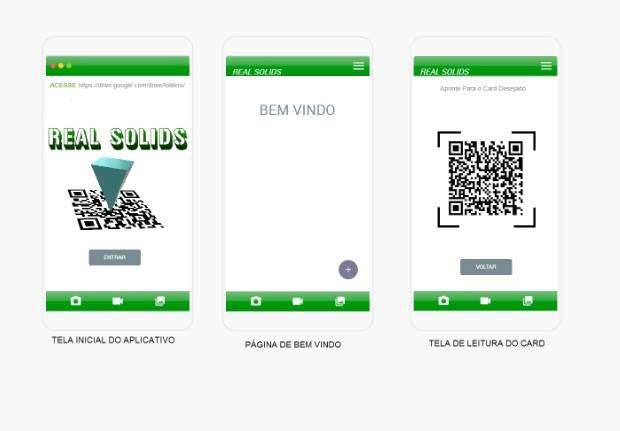 ACESSE https://drive.google.com/drive/folders/
REAL SOLIDS
ENTRAR
TELA INICIAL DO APLICATIVO
REAL SOLIDS
BEM VINDO
+
PÁGINA DE BEM VINDO
REAL SOLIDS
Aponte Para o Card Desejado
VOLTAR
TELA DE LEITURA DO CARD